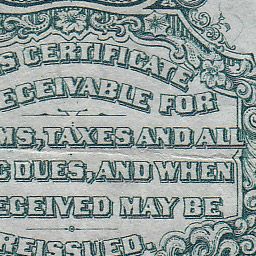 S CERTIFICATE
ECEIVABLE FOR
MS, TAXES AND ALL
C DUES, AND WHEN
ECEIVED MAY BE
REISSUED.